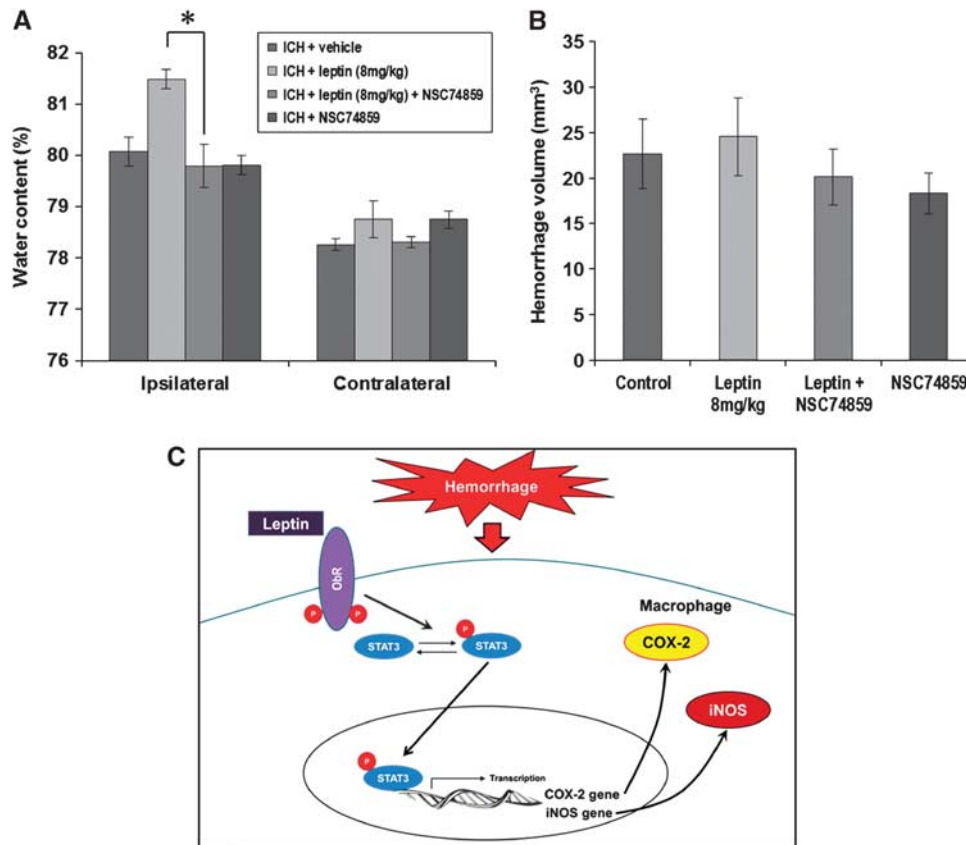 A
*
ICH + vehicle
ICH + leptin (8mg/kg)
ICH + leptin (8mg/kg) + NSC74859
ICH + NSC74859
Water content (%)
82
81
80
79
78
77
76
Ipsilateral
Contralateral
B
Hemorrhage volume (mm³)
35
30
25
20
15
10
5
0
Control
Leptin
8mg/kg
Leptin +
NSC74859
NSC74859
C
Hemorrhage
Leptin
ObR
P
P
Macrophage
P
STAT3
STAT3
COX-2
iNOS
P
STAT3
Transcription
COX-2 gene
iNOS gene